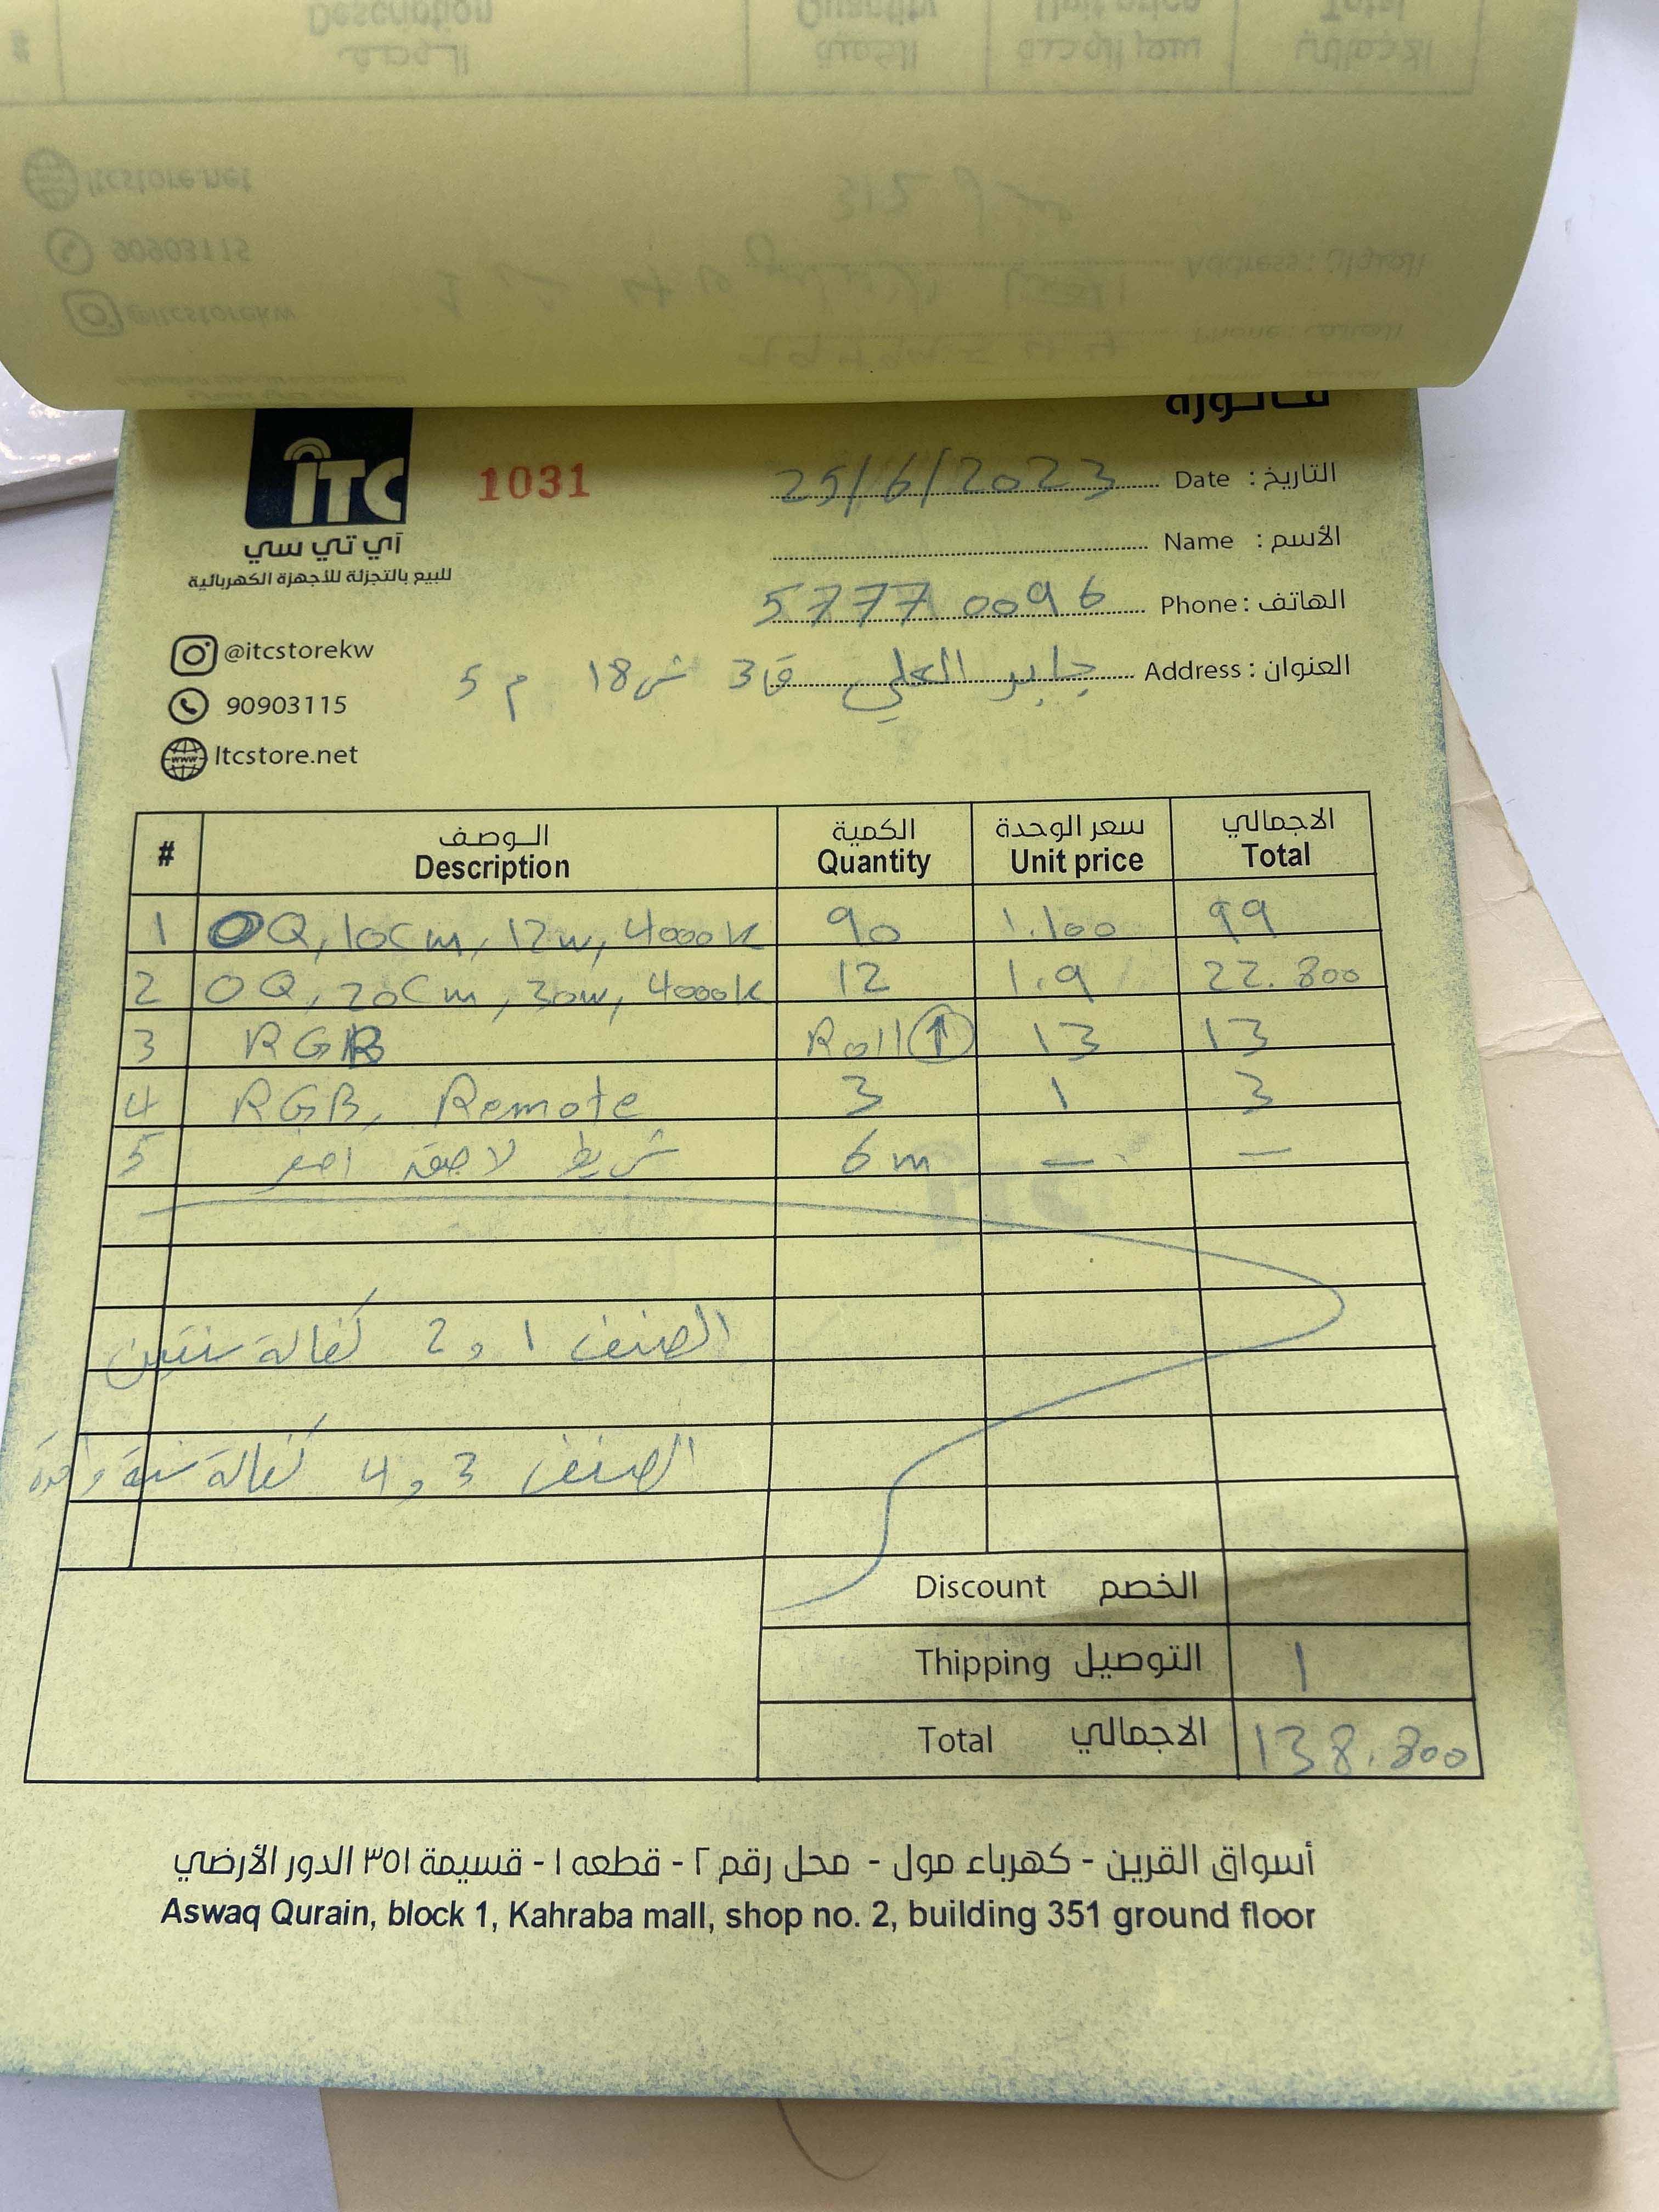 فاتورة
ITC
آي تي سي
للبيع بالتجزئة للأجهزة الكهربائية
1031
التاريخ : Date 25/6/2023
الأسم : Name
الهاتف : Phone 5777 0096
العنوان : Address جابر العلي ق3 ش18 م 5
@itcstorekw
90903115
Itcstore.net
# الوصف الكمية سعر الوحدة الاجمالي
Description Quantity Unit price Total
1 OQ, 10cm, 12w, 4000k 90 1.100 99
2 OQ, 20cm, 30w, 4000k 12 1.9 22.800
3 RGB Roll 1 13 13
4 RGB, Remote 3 1 3
5 شريط لاصقة 6m — —
الصنف 1 و 2 كفالة سنتين
الصنف 3 و 4 كفالة سنة واحدة
Discount الخصم
Thipping التوصيل 1
Total الاجمالي 138.800
أسواق القرين - كهرباء مول - محل رقم ٢ - قطعه ١ - قسيمة ٣٥١ الدور الأرضي
Aswaq Qurain, block 1, Kahraba mall, shop no. 2, building 351 ground floor